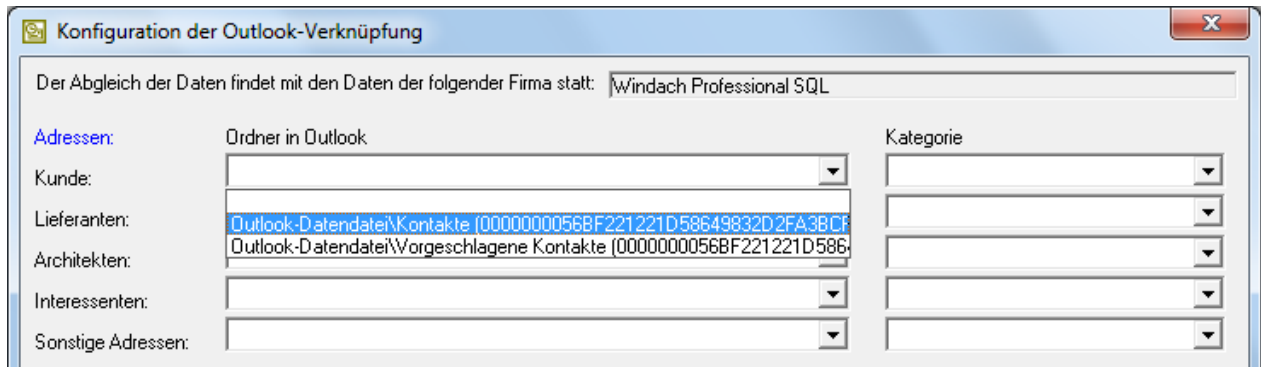 Konfiguration der Outlook-Verknüpfung
Der Abgleich der Daten findet mit den Daten der folgender Firma statt: Windach Professional SQL
Adressen: Ordner in Outlook Kategorie
Kunde:
Lieferanten:
Outlook-Datendatei\Kontakte (0000000056BF221221D58649832D2FA3BCF
Outlook-Datendatei\Vorgeschlagene Kontakte (0000000056BF221221D586
Architekten:
Interessenten:
Sonstige Adressen: